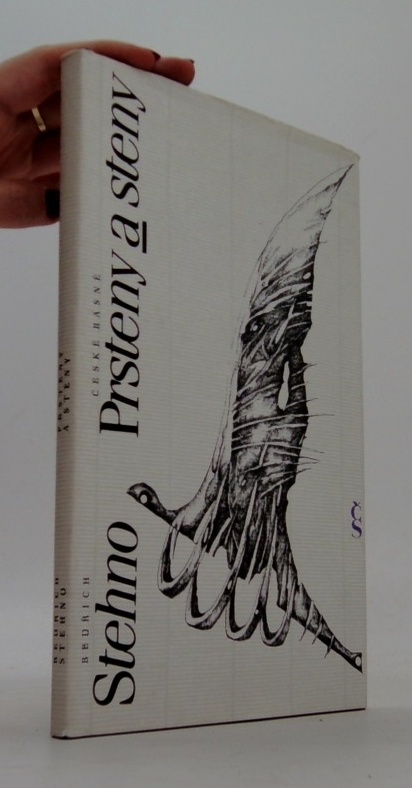 BEDŘICH
Stehno
ČESKÉ BÁSNĚ
Prsteny a steny
BEDŘICH
STEHNO
PRSTENY
A STENY